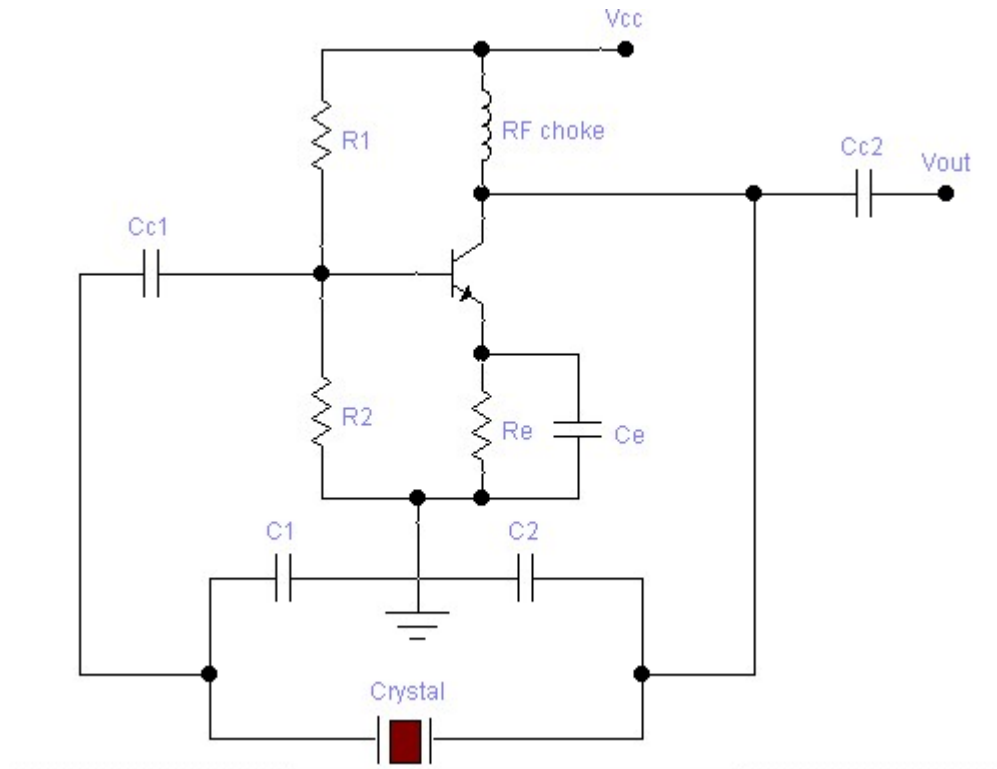 Vcc
R1
RF choke
Cc2
Vout
Cc1
R2
Re
Ce
C1
C2
Crystal